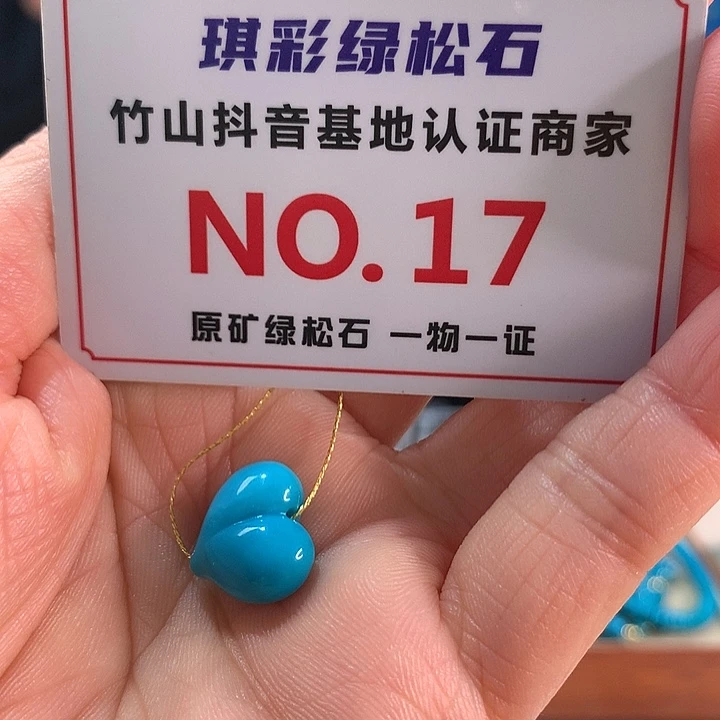 琪彩绿松石
竹山抖音基地认证商家
NO.17
原矿绿松石 一物一证